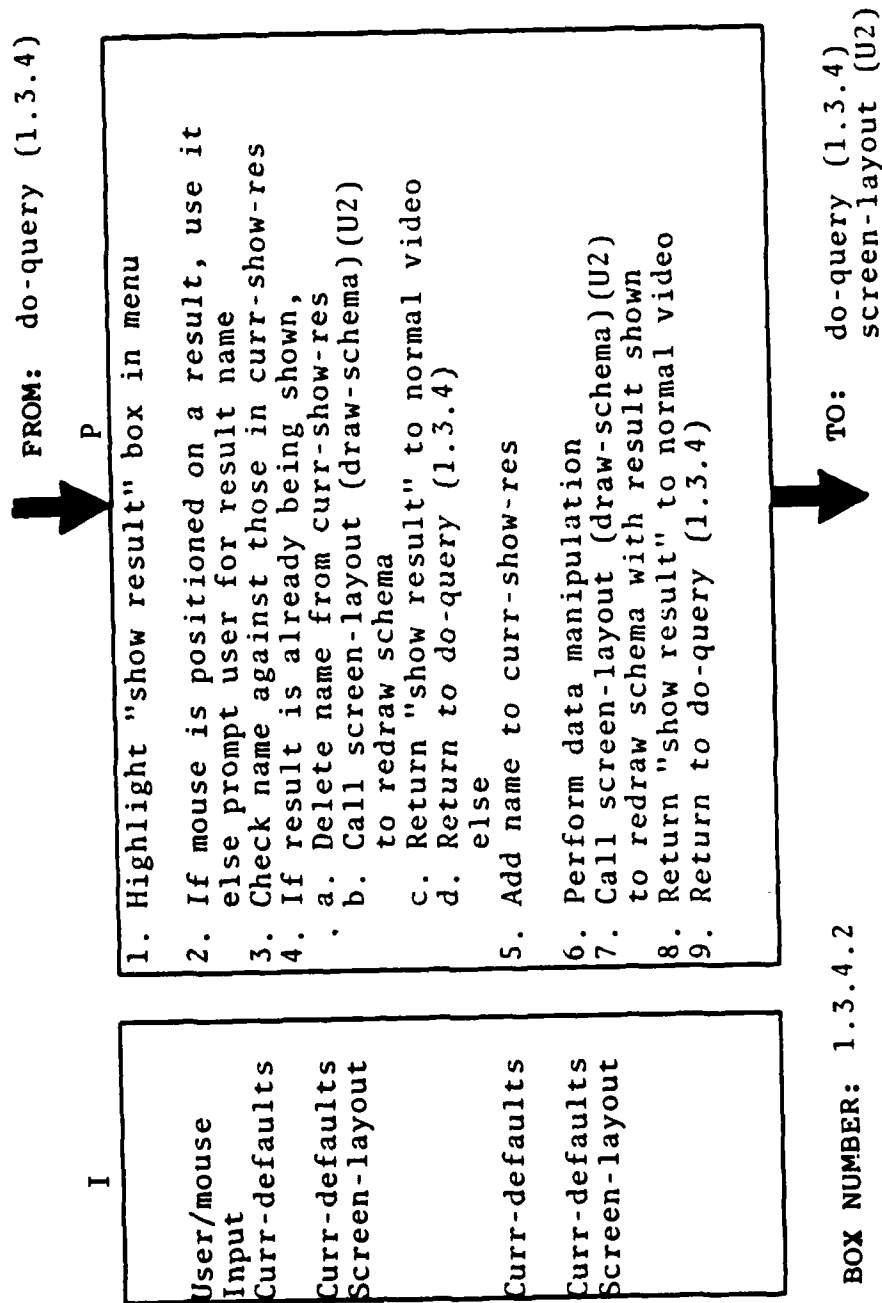 FROM: do-query (1.3.4)
I
P
User/mouse
Input
Curr-defaults
Curr-defaults
Screen-layout
Curr-defaults
Curr-defaults
Screen-layout
1. Highlight "show result" box in menu
2. If mouse is positioned on a result, use it
else prompt user for result name
3. Check name against those in curr-show-res
4. If result is already being shown,
a. Delete name from curr-show-res
b. Call screen-layout (draw-schema)(U2)
to redraw schema
c. Return "show result" to normal video
d. Return to do-query (1.3.4)
else
5. Add name to curr-show-res
6. Perform data manipulation
7. Call screen-layout (draw-schema)(U2)
to redraw schema with result shown
8. Return "show result" to normal video
9. Return to do-query (1.3.4)
BOX NUMBER: 1.3.4.2
TO: do-query (1.3.4)
screen-layout (U2)